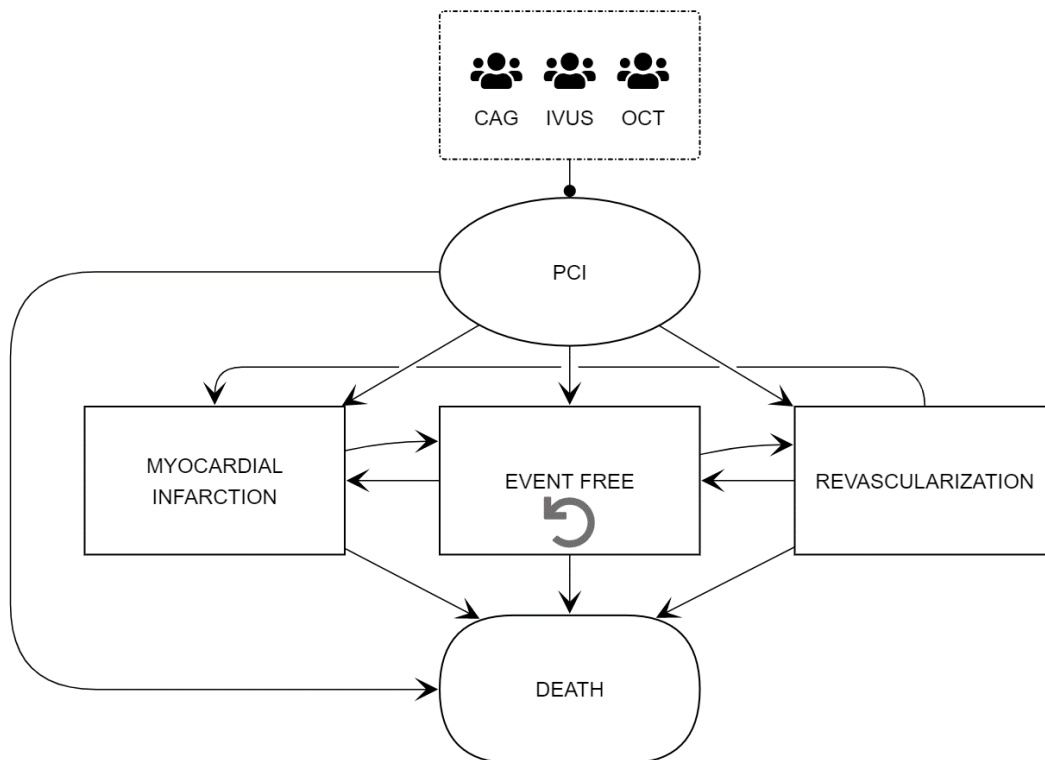 CAG IVUS OCT
PCI
MYOCARDIAL
INFARCTION
EVENT FREE
REVASCULARIZATION
DEATH